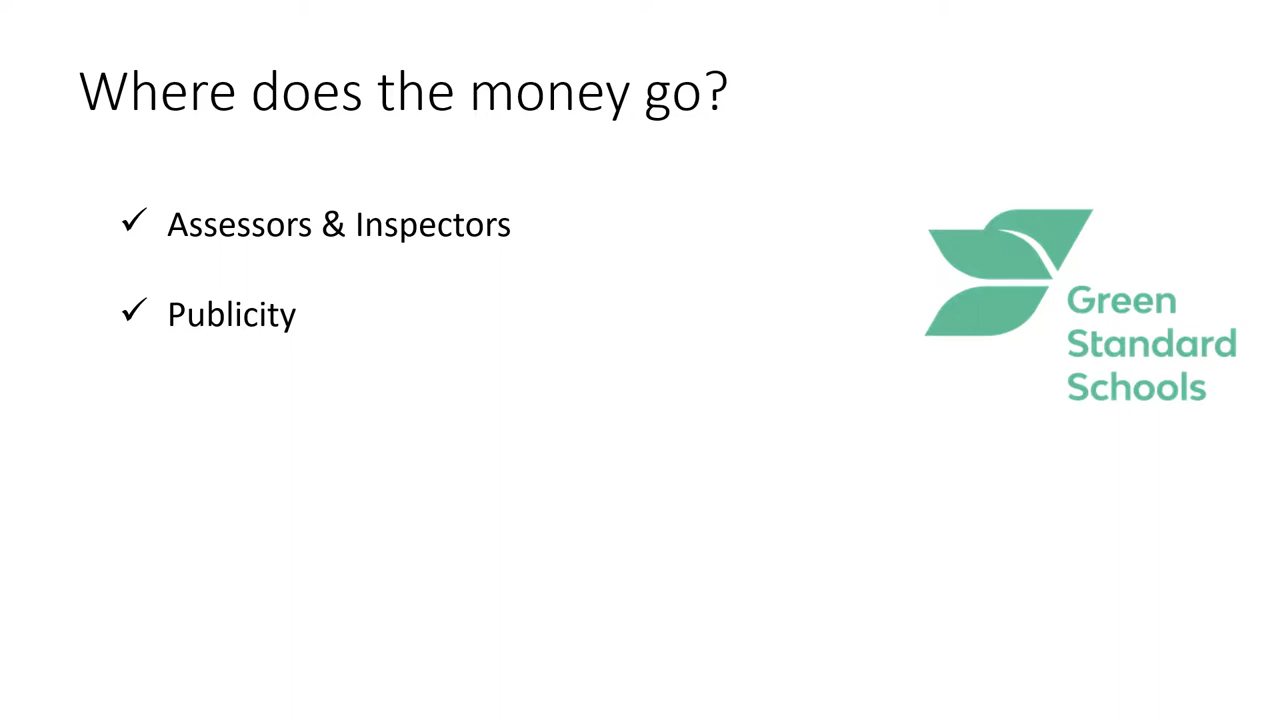 Where does the money go?
✓ Assessors & Inspectors
✓ Publicity
Green
Standard
Schools